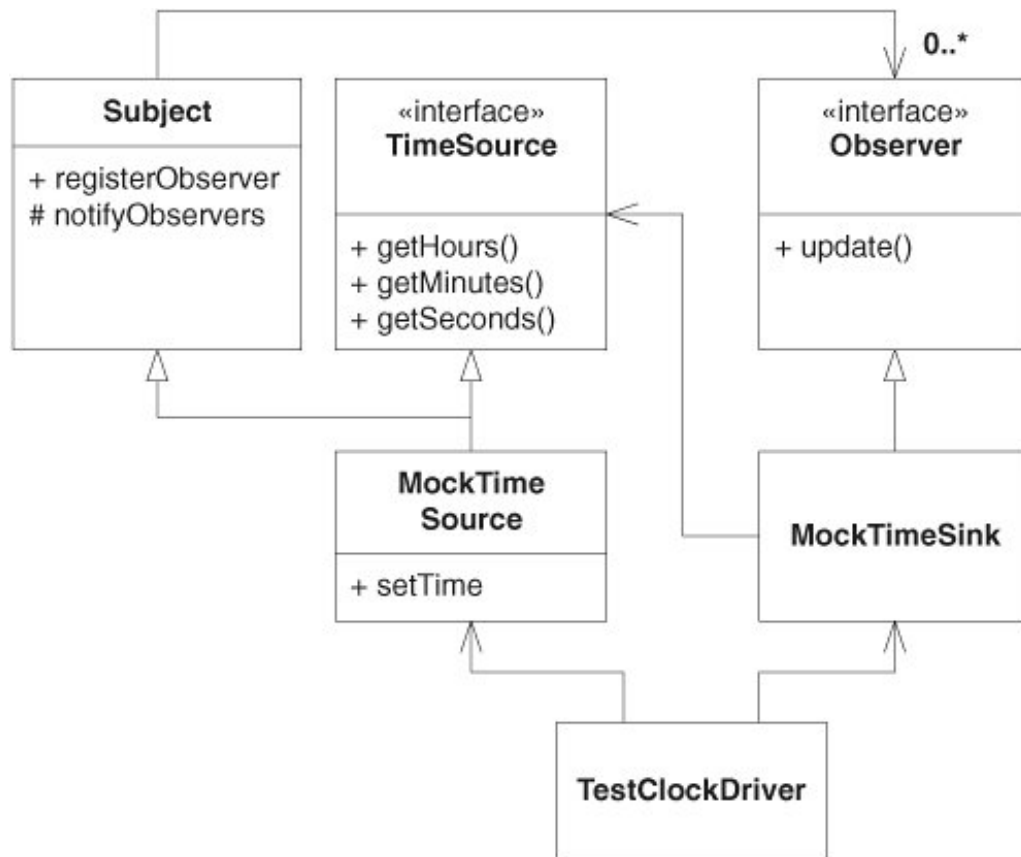 0..*
Subject
+ registerObserver
# notifyObservers
«interface»
TimeSource
+ getHours()
+ getMinutes()
+ getSeconds()
«interface»
Observer
+ update()
MockTime
Source
+ setTime
MockTimeSink
TestClockDriver